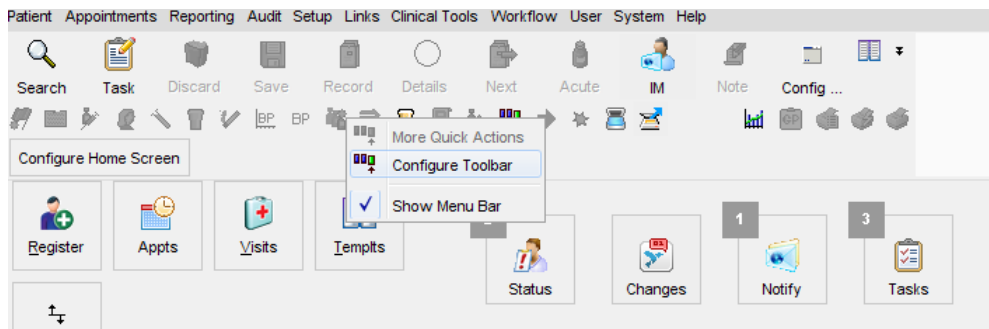 Patient Appointments Reporting Audit Setup Links Clinical Tools Workflow User System Help
Search Task Discard Save Record Details Next Acute IM Note Config ...
BP BP GP
More Quick Actions
Configure Home Screen
Configure Toolbar
Show Menu Bar
1 3
Register Appts Visits Templts
Status Changes Notify Tasks